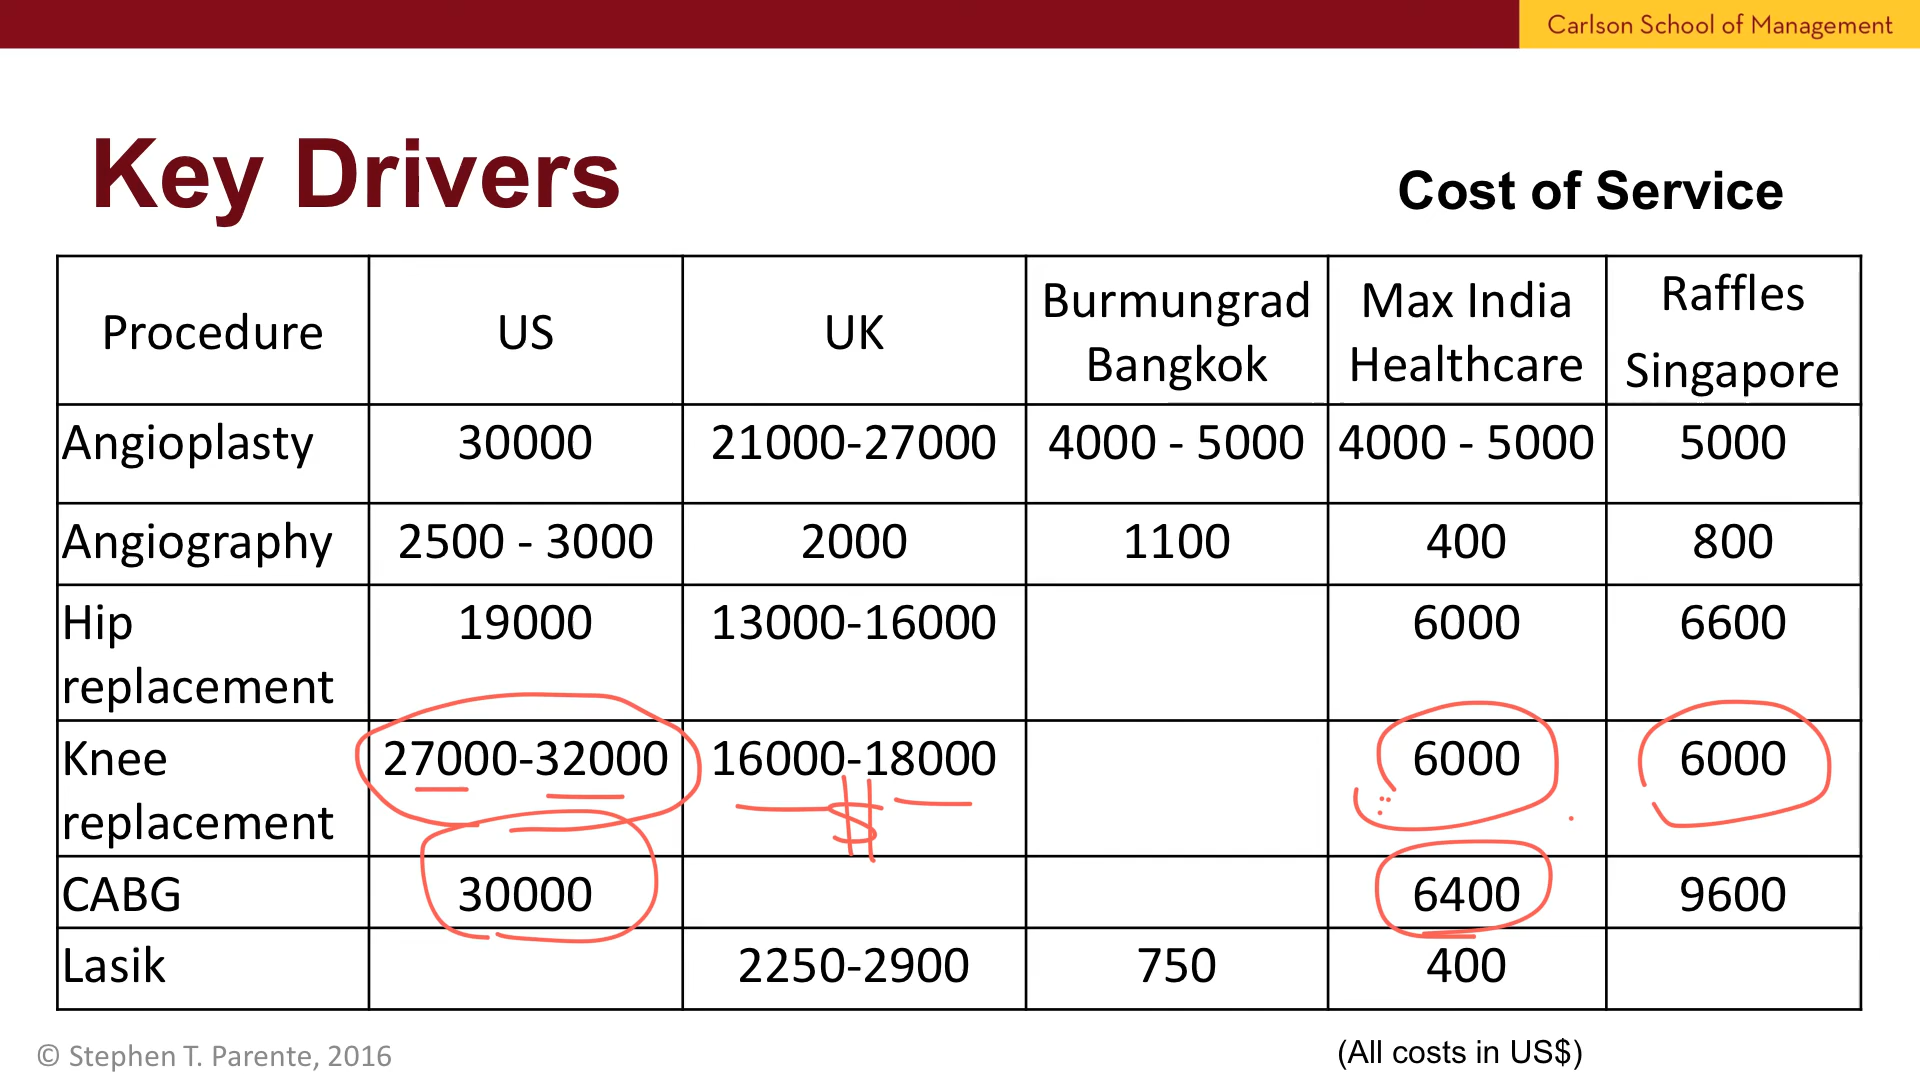 Carlson School of Management
Key Drivers
Cost of Service
Procedure US UK Burmungrad Bangkok Max India Healthcare Raffles Singapore
Angioplasty 30000 21000-27000 4000 - 5000 4000 - 5000 5000
Angiography 2500 - 3000 2000 1100 400 800
Hip replacement 19000 13000-16000 6000 6600
Knee replacement 27000-32000 16000-18000 6000 6000
$
CABG 30000 6400 9600
Lasik 2250-2900 750 400
© Stephen T. Parente, 2016
(All costs in US$)